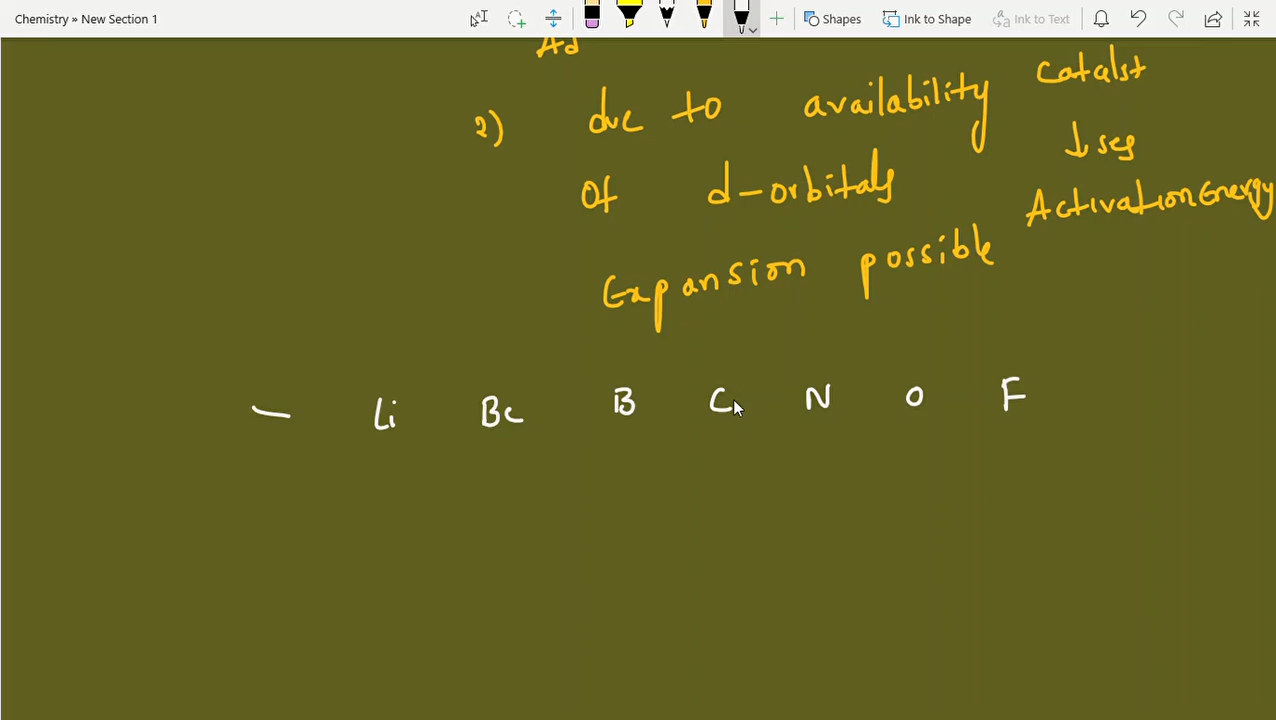 Chemistry » New Section 1
Shapes
Ink to Shape
Ink to Text
Ad
2) due to availability
of d-orbitals
Expansion possible
Catalst
↓ses
Activation Energy
— Li Be B C N O F